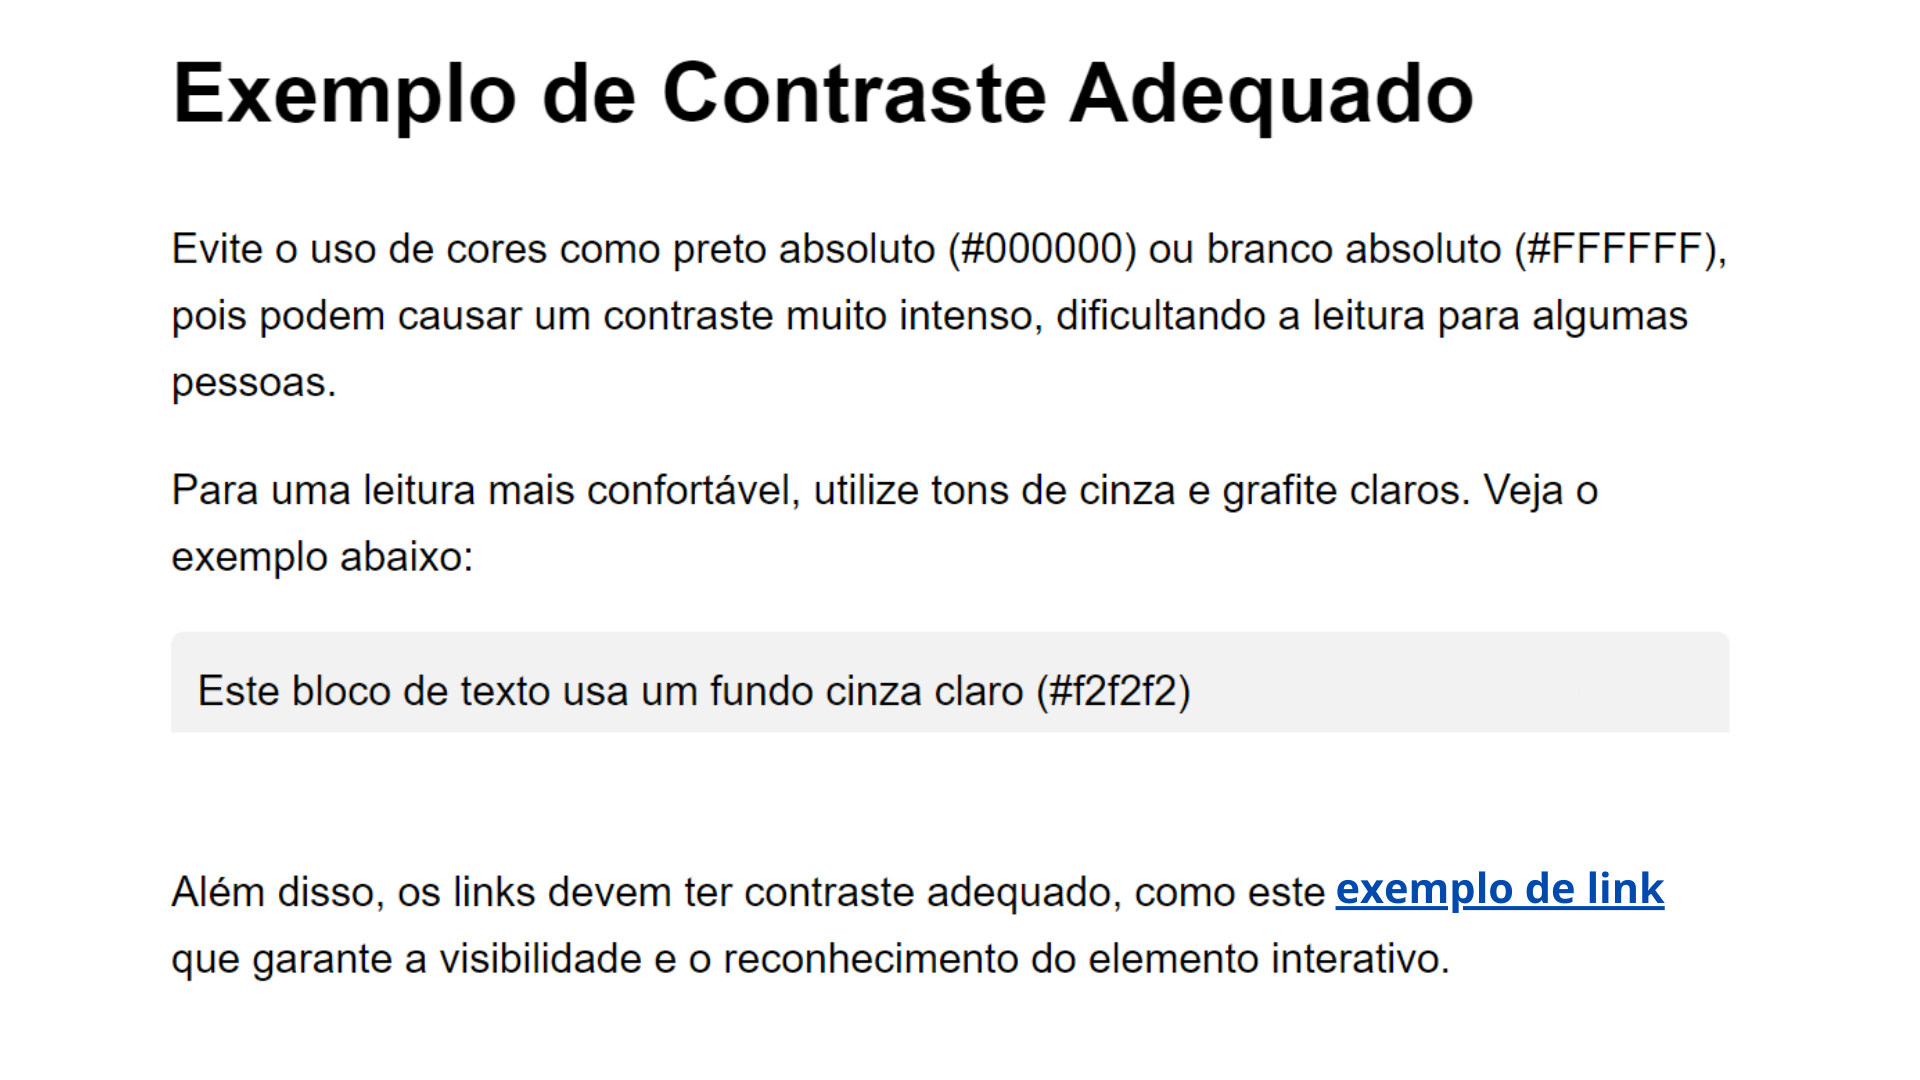 Exemplo de Contraste Adequado
Evite o uso de cores como preto absoluto (#000000) ou branco absoluto (#FFFFFF),
pois podem causar um contraste muito intenso, dificultando a leitura para algumas
pessoas.
Para uma leitura mais confortável, utilize tons de cinza e grafite claros. Veja o
exemplo abaixo:
Este bloco de texto usa um fundo cinza claro (#f2f2f2)
Além disso, os links devem ter contraste adequado, como este exemplo de link
que garante a visibilidade e o reconhecimento do elemento interativo.